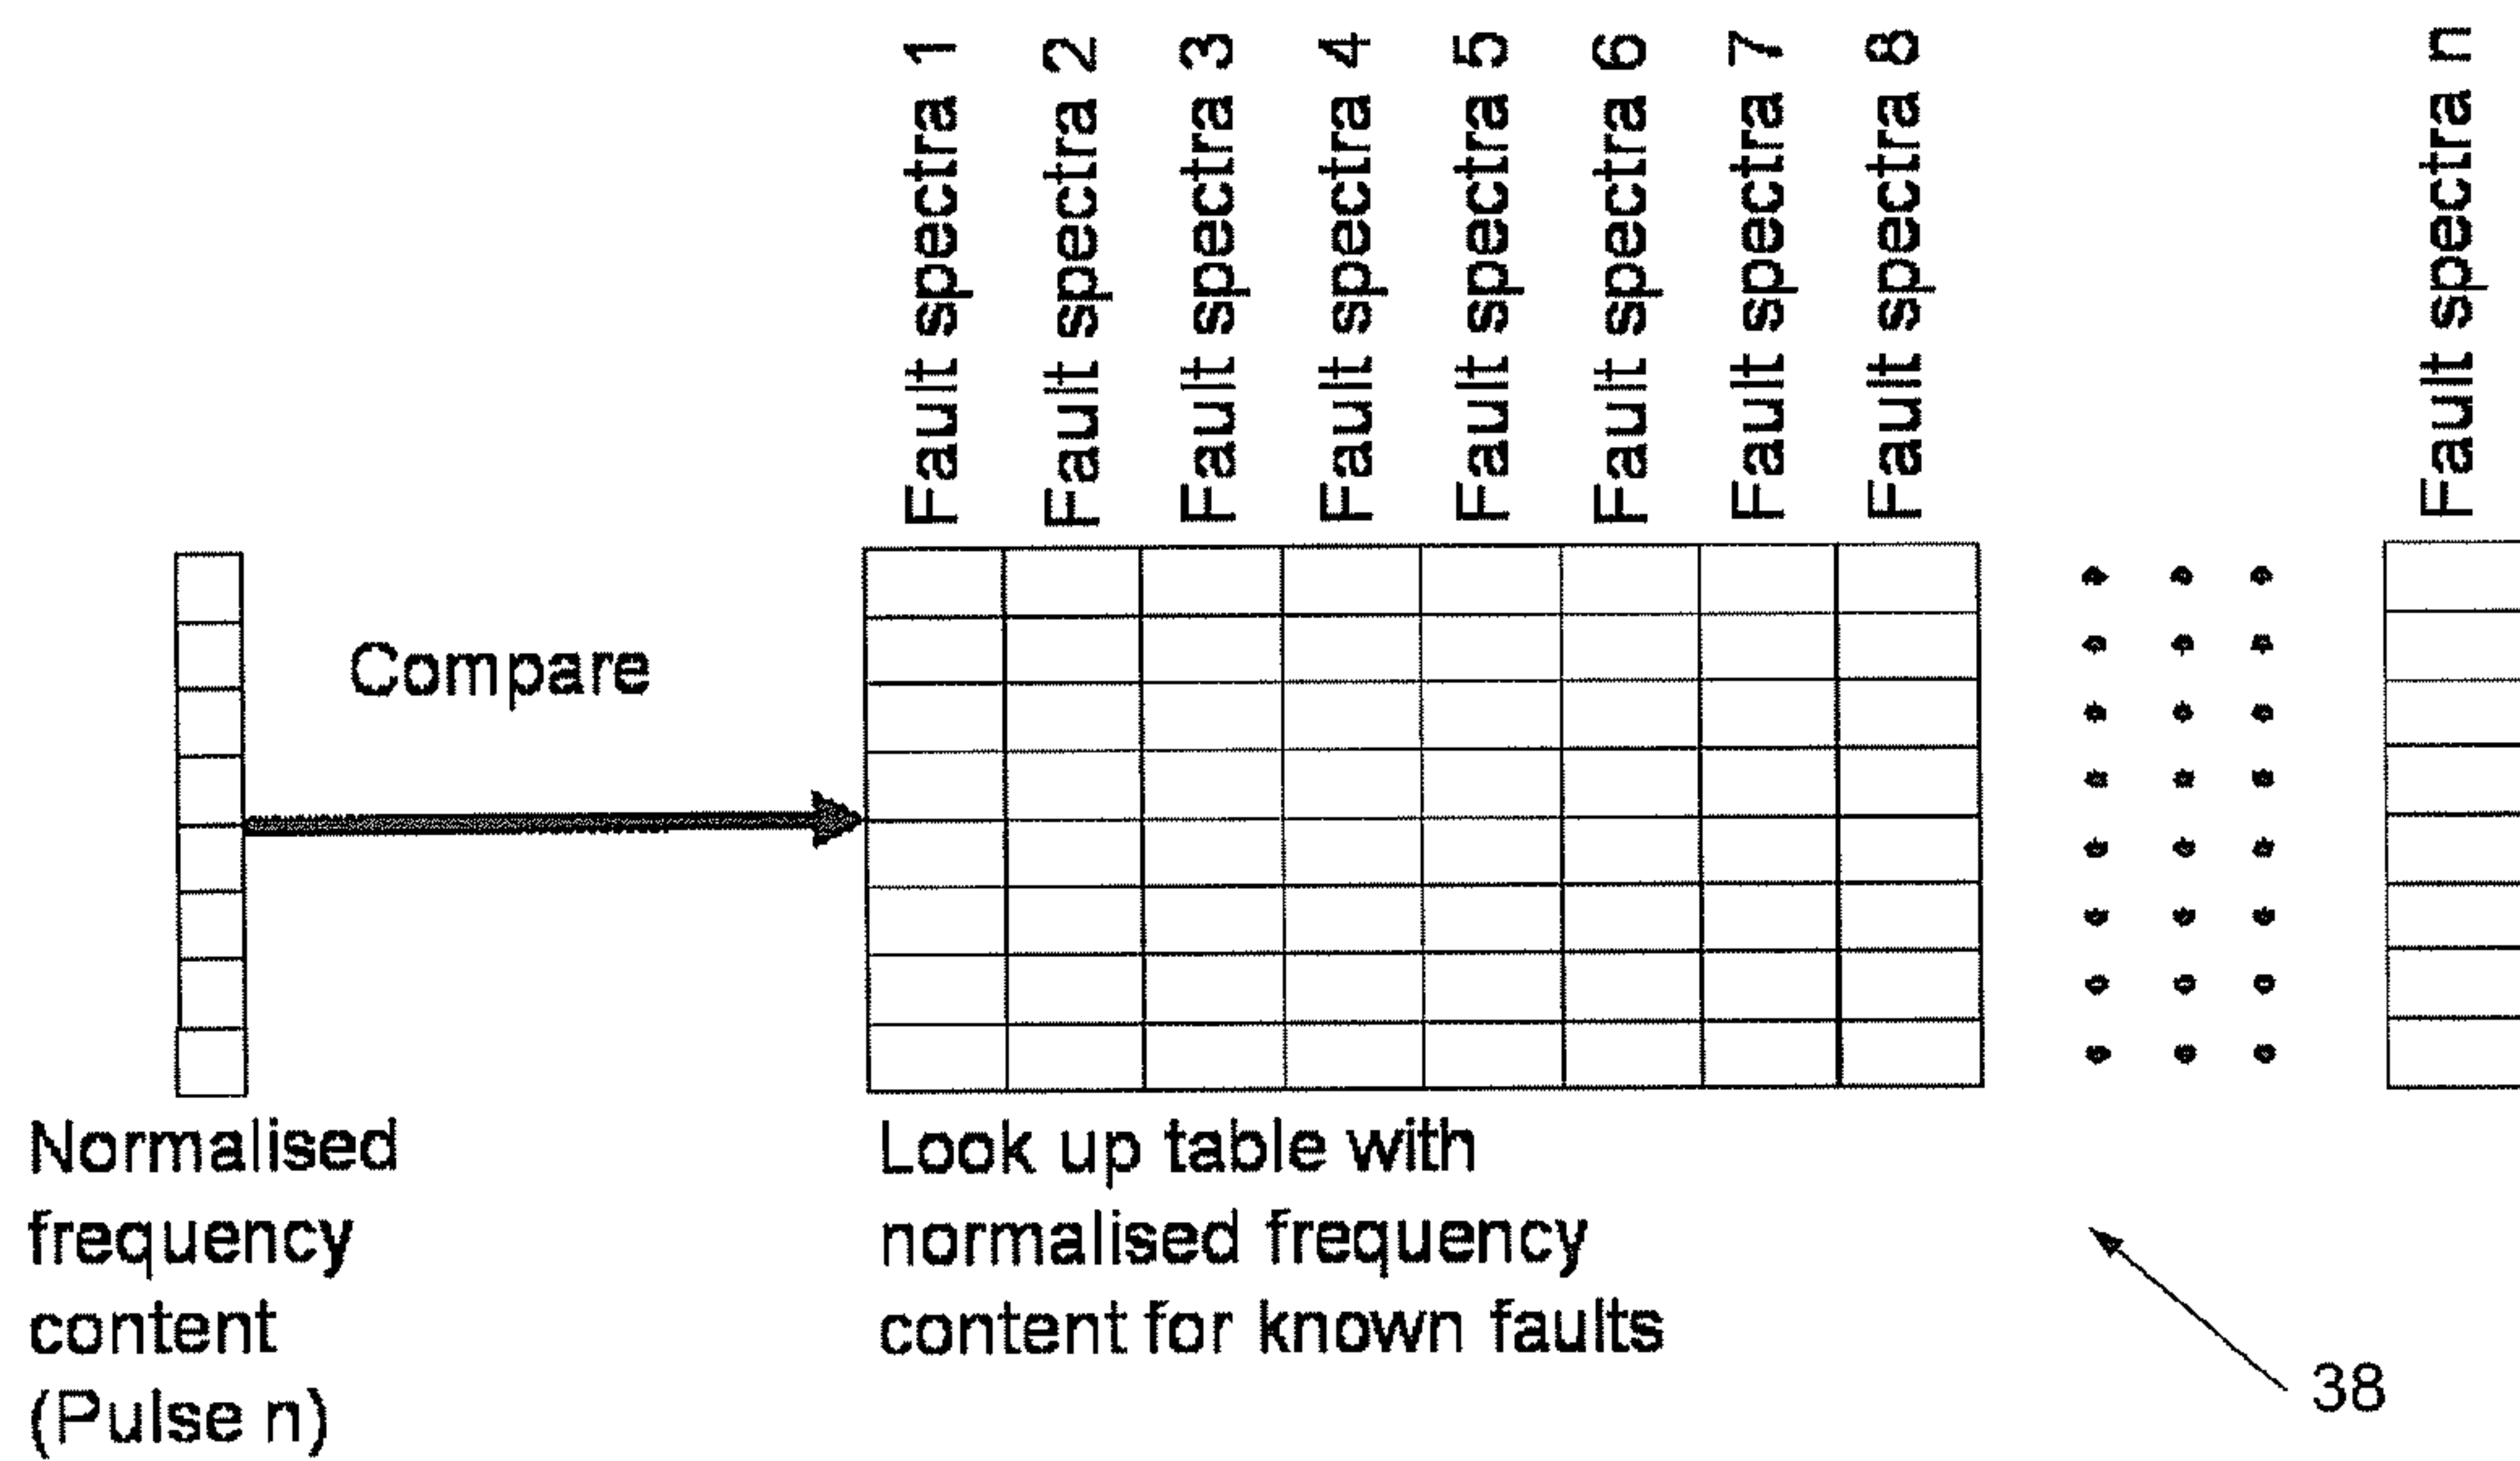 Fault spectra 1
Fault spectra 2
Fault spectra 3
Fault spectra 4
Fault spectra 5
Fault spectra 6
Fault spectra 7
Fault spectra 8
Fault spectra n
Compare
Normalised
frequency
content
(Pulse n)
Look up table with
normalised frequency
content for known faults
38